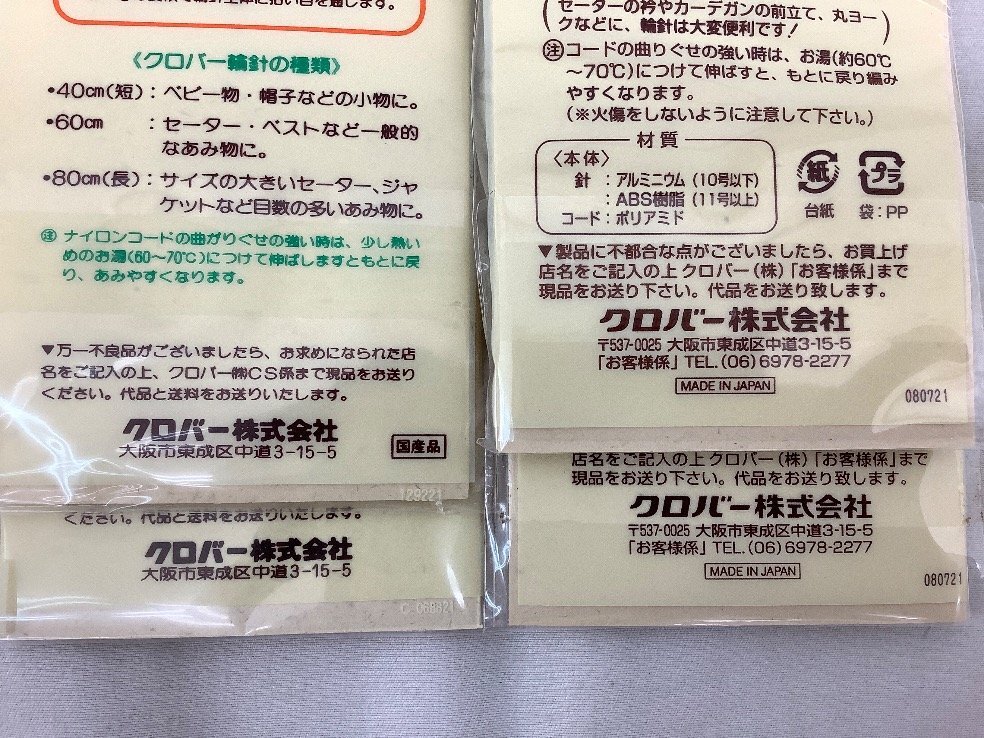 《クロバー輪針の種類》
•40cm(短)：ベビー物・帽子などの小物に。
•60cm　：セーター・ベストなど一般的
なあみ物に。
•80cm(長)：サイズの大きいセーター、ジャ
ケットなど目数の多いあみ物に。
㊟ ナイロンコードの曲がりぐせの強い時は、少し熱い
めのお湯(60〜70℃)につけて伸ばしますともとに戻
り、あみやすくなります。
▼万一不良品がございましたら、お求めになられた店
名をご記入の上、クロバー㈱CS係まで現品をお送り
ください。代品と送料をお送りいたします。
クロバー株式会社
大阪市東成区中道3-15-5
国産品
129221
ください。代品と送料をお送りいたします。
クロバー株式会社
大阪市東成区中道3-15-5
セーターの衿やカーデガンの前立て、丸ヨー
クなどに、輪針は大変便利です！
㊟コードの曲りぐせの強い時は、お湯(約60℃
〜70℃)につけて伸ばすと、もとに戻り編み
やすくなります。
(※火傷をしないように注意して下さい。)
材質
〈本体〉
針　：アルミニウム(10号以下)
：ABS樹脂(11号以上)
コード：ポリアミド
紙
台紙
プラ
袋：PP
▼製品に不都合な点がございましたら、お買上げ
店名をご記入の上 クロバー(株)「お客様係」まで
現品をお送り下さい。代品をお送り致します。
クロバー株式会社
〒537-0025 大阪市東成区中道3-15-5
「お客様係」TEL.(06)6978-2277
MADE IN JAPAN
080721
店名をご記入の上 クロバー(株)「お客様係」まで
現品をお送り下さい。代品をお送り致します。
クロバー株式会社
〒537-0025 大阪市東成区中道3-15-5
「お客様係」TEL.(06)6978-2277
MADE IN JAPAN
080721